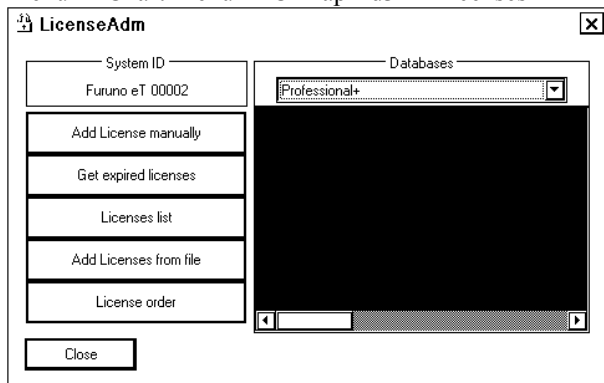 LicenseAdm
System ID
Furuno eT 00002
Databases
Professional+
Add License manually
Get expired licenses
Licenses list
Add Licenses from file
License order
Close